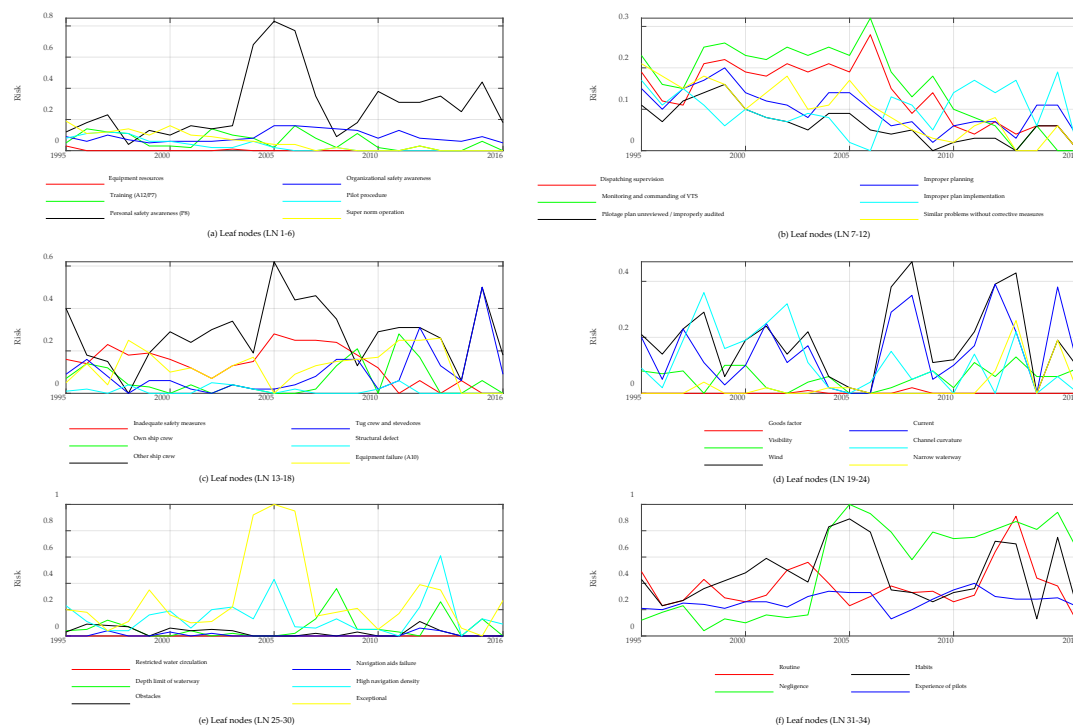 0.8
0.6
0.4
0.2
0
Risk
1995
2000
2005
2010
2016
Equipment resources
Organizational safety awareness
Training (A12/P7)
Pilot procedure
Personal safety awareness (P8)
Super norm operation
(a) Leaf nodes (LN 1-6)
0.3
0.2
0.1
0
Risk
1995
2000
2005
2010
201
Dispatching supervision
Improper planning
Monitoring and commanding of VTS
Improper plan implementation
Pilotage plan unreviewed / improperly audited
Similar problems without corrective measures
(b) Leaf nodes (LN 7-12)
0.6
0.4
0.2
0
Risk
1995
2000
2005
2010
2016
Inadequate safety measures
Tug crew and stevedores
Own ship crew
Structural defect
Other ship crew
Equipment failure (A10)
(c) Leaf nodes (LN 13-18)
0.4
0.2
0
Risk
1995
2000
2005
2010
201
Goods factor
Current
Visibility
Channel curvature
Wind
Narrow waterway
(d) Leaf nodes (LN 19-24)
1
0.8
0.6
0.4
0.2
0
Risk
1995
2000
2005
2010
2016
Restricted water circulation
Navigation aids failure
Depth limit of waterway
High navigation density
Obstacles
Exceptional
(e) Leaf nodes (LN 25-30)
1
0.8
0.6
0.4
0.2
0
Risk
1995
2000
2005
2010
201
Routine
Habits
Negligence
Experience of pilots
(f) Leaf nodes (LN 31-34)